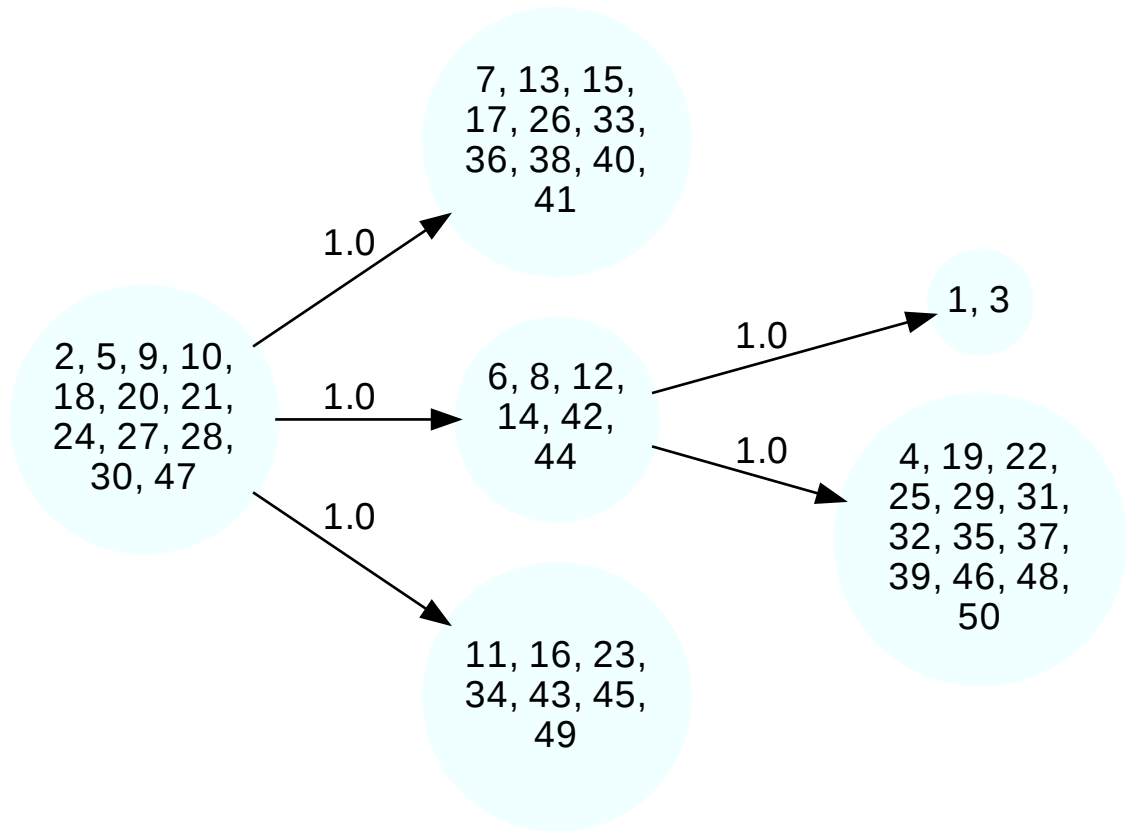 7, 13, 15,
17, 26, 33,
36, 38, 40,
41
1.0
1, 3
1.0
2, 5, 9, 10,
18, 20, 21,
24, 27, 28,
30, 47
1.0
6, 8, 12,
14, 42,
44
1.0
4, 19, 22,
25, 29, 31,
32, 35, 37,
39, 46, 48,
50
1.0
11, 16, 23,
34, 43, 45,
49